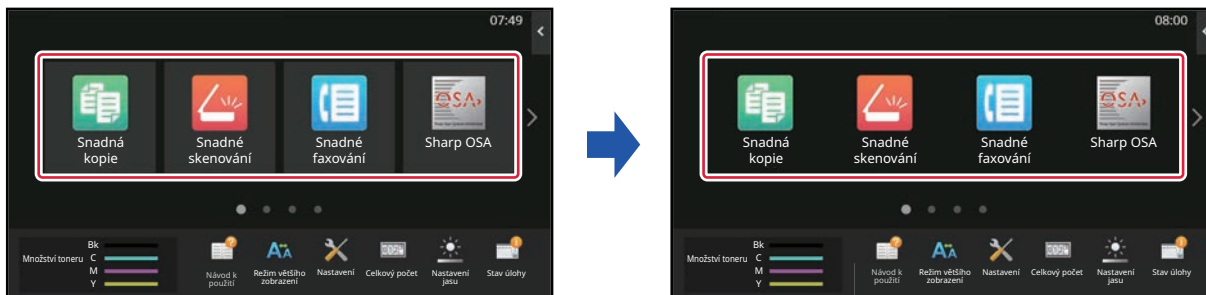 07:49
Snadná
kopie
Snadné
skenování
Snadné
faxování
OSA
Sharp OSA
Množství toneru
Bk
C
M
Y
Návod k
použití
Režim většího
zobrazení
Nastavení
Celkový počet
Nastavení
jasu
Stav úlohy
08:00
Snadná
kopie
Snadné
skenování
Snadné
faxování
OSA
Sharp OSA
Množství toneru
Bk
C
M
Y
Návod k
použití
Režim většího
zobrazení
Nastavení
Celkový počet
Nastavení
jasu
Stav úlohy